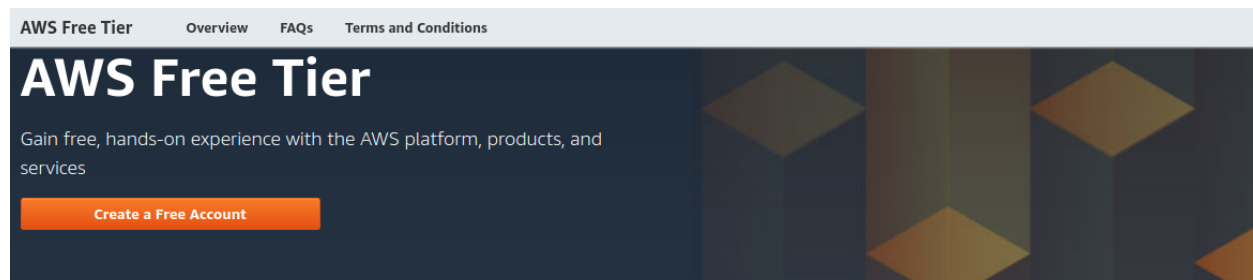 AWS Free Tier Overview FAQs Terms and Conditions
AWS Free Tier
Gain free, hands-on experience with the AWS platform, products, and
services
Create a Free Account